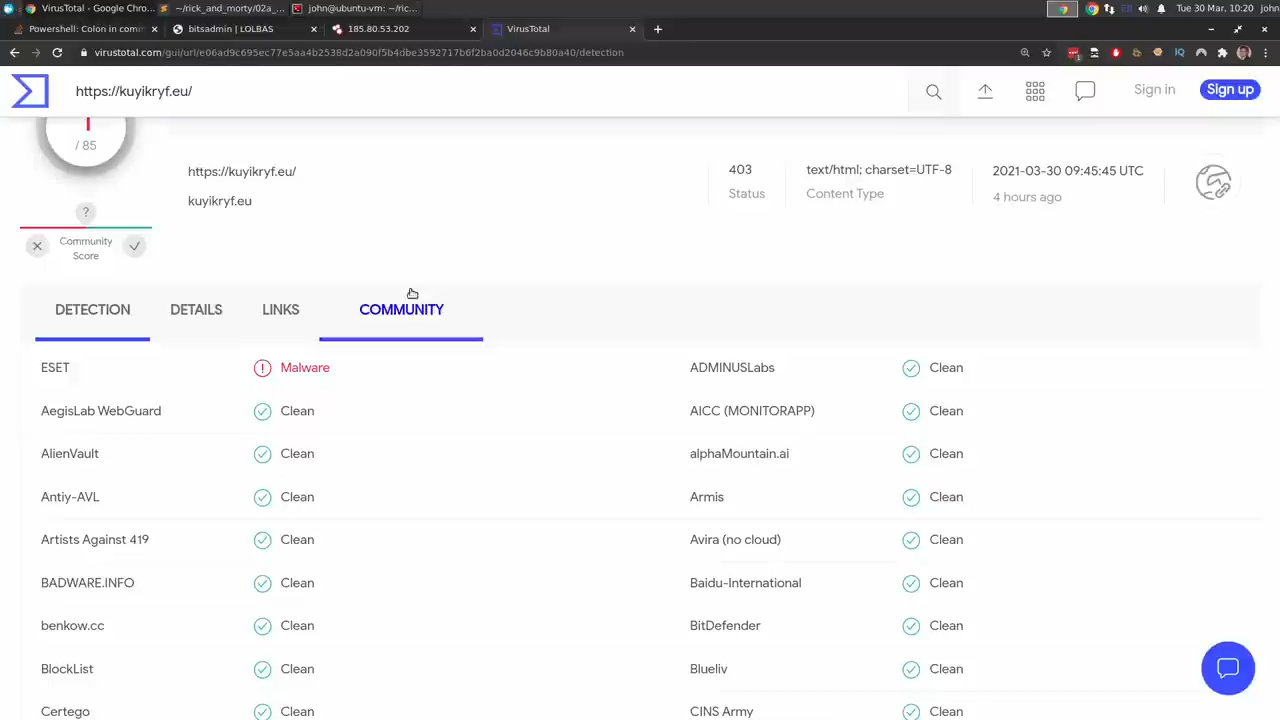 VirusTotal - Google Chro...
~/rick_and_morty/02a_...
john@ubuntu-vm: ~/ric...
Tue 30 Mar, 10:20 john
Powershell: Colon in comm
bitsadmin | LOLBAS
185.80.53.202
VirusTotal
virustotal.com/gui/url/e06ad9c695ec77e5aa4b2538d2a090f5b4dbe3592717b6f2ba0d2046c9b80a40/detection
https://kuyikryf.eu/
Sign in
Sign up
/ 85
https://kuyikryf.eu/
kuyikryf.eu
403
Status
text/html; charset=UTF-8
Content Type
2021-03-30 09:45:45 UTC
4 hours ago
?
Community
Score
DETECTION
DETAILS
LINKS
COMMUNITY
ESET
Malware
ADMINUSLabs
Clean
AegisLab WebGuard
Clean
AICC (MONITORAPP)
Clean
AlienVault
Clean
alphaMountain.ai
Clean
Antiy-AVL
Clean
Armis
Clean
Artists Against 419
Clean
Avira (no cloud)
Clean
BADWARE.INFO
Clean
Baidu-International
Clean
benkow.cc
Clean
BitDefender
Clean
BlockList
Clean
Blueliv
Clean
Certego
Clean
CINS Army
Clean